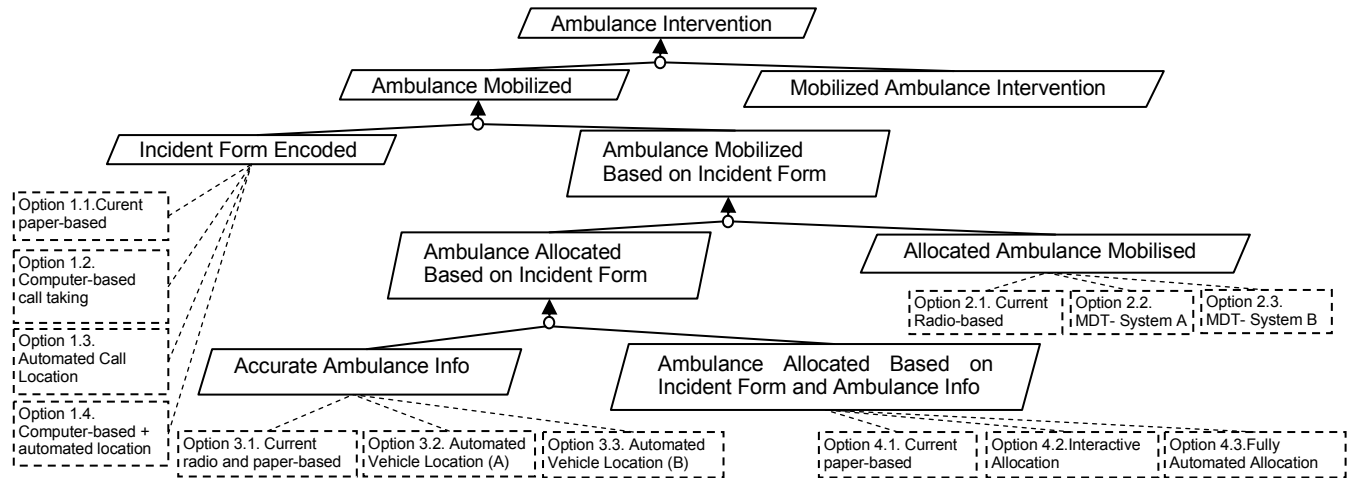 Ambulance Intervention
Ambulance Mobilized
Mobilized Ambulance Intervention
Incident Form Encoded
Ambulance Mobilized
Based on Incident Form
Option 1.1.Curent
paper-based
Option 1.2.
Computer-based
call taking
Option 1.3.
Automated Call
Location
Option 1.4.
Computer-based +
automated location
Ambulance Allocated
Based on Incident Form
Allocated Ambulance Mobilised
Option 2.1. Current
Radio-based
Option 2.2.
MDT- System A
Option 2.3.
MDT- System B
Accurate Ambulance Info
Ambulance Allocated Based on
Incident Form and Ambulance Info
Option 3.1. Current
radio and paper-based
Option 3.2. Automated
Vehicle Location (A)
Option 3.3. Automated
Vehicle Location (B)
Option 4.1. Current
paper-based
Option 4.2.Interactive
Allocation
Option 4.3.Fully
Automated Allocation